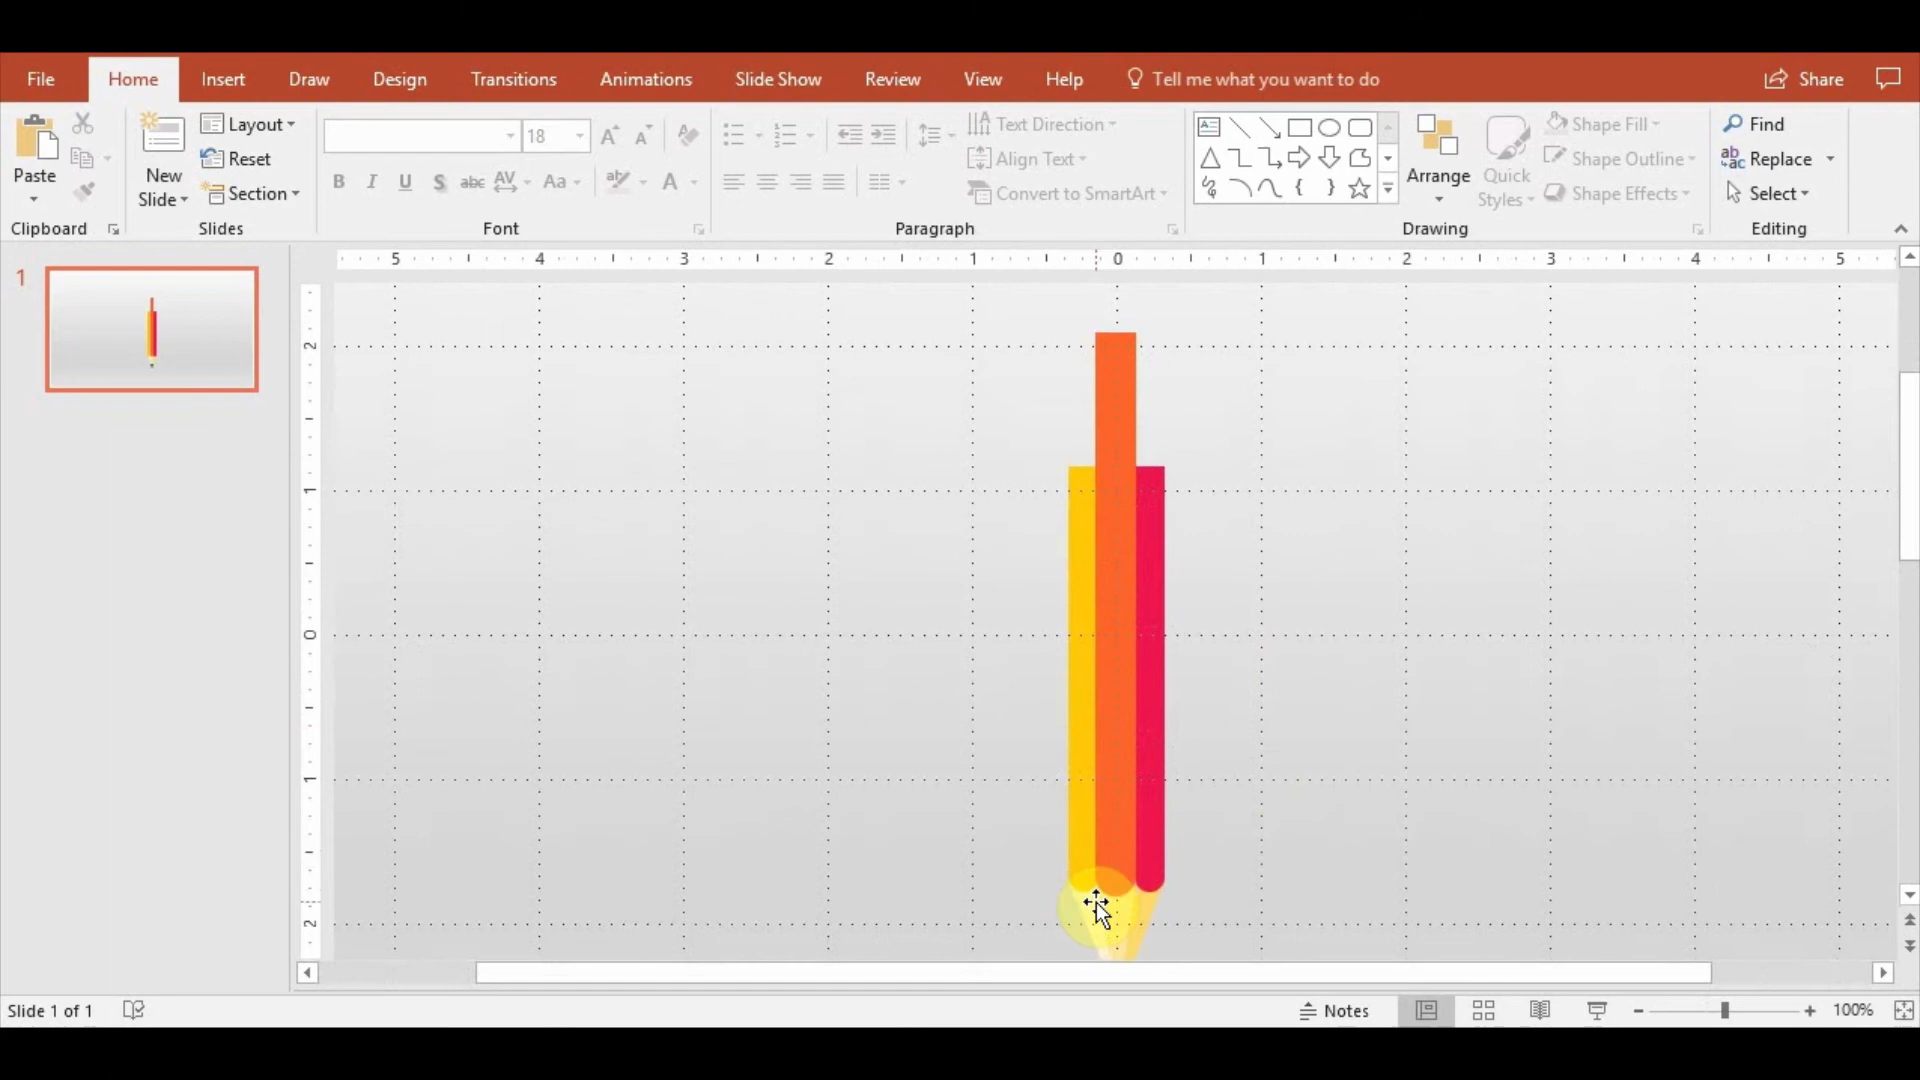 File Home Insert Draw Design Transitions Animations Slide Show Review View Help Tell me what you want to do Share
Paste
Clipboard
New Slide
Layout
Reset
Section
Slides
18
B I U S abc AV Aa A
Font
Text Direction
Align Text
Convert to SmartArt
Paragraph
Arrange
Quick Styles
Shape Fill
Shape Outline
Shape Effects
Drawing
Find
Replace
Select
Editing
1
5 4 3 2 1 0 1 2 3 4 5
2
1
0
1
2
Slide 1 of 1
Notes
100%